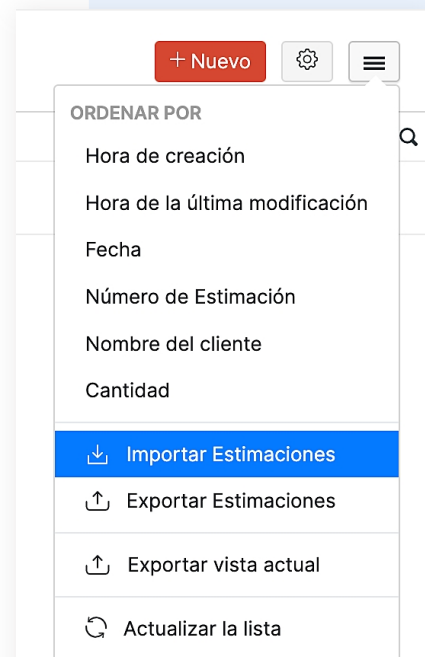 + Nuevo
ORDENAR POR
Hora de creación
Hora de la última modificación
Fecha
Número de Estimación
Nombre del cliente
Cantidad
Importar Estimaciones
Exportar Estimaciones
Exportar vista actual
Actualizar la lista